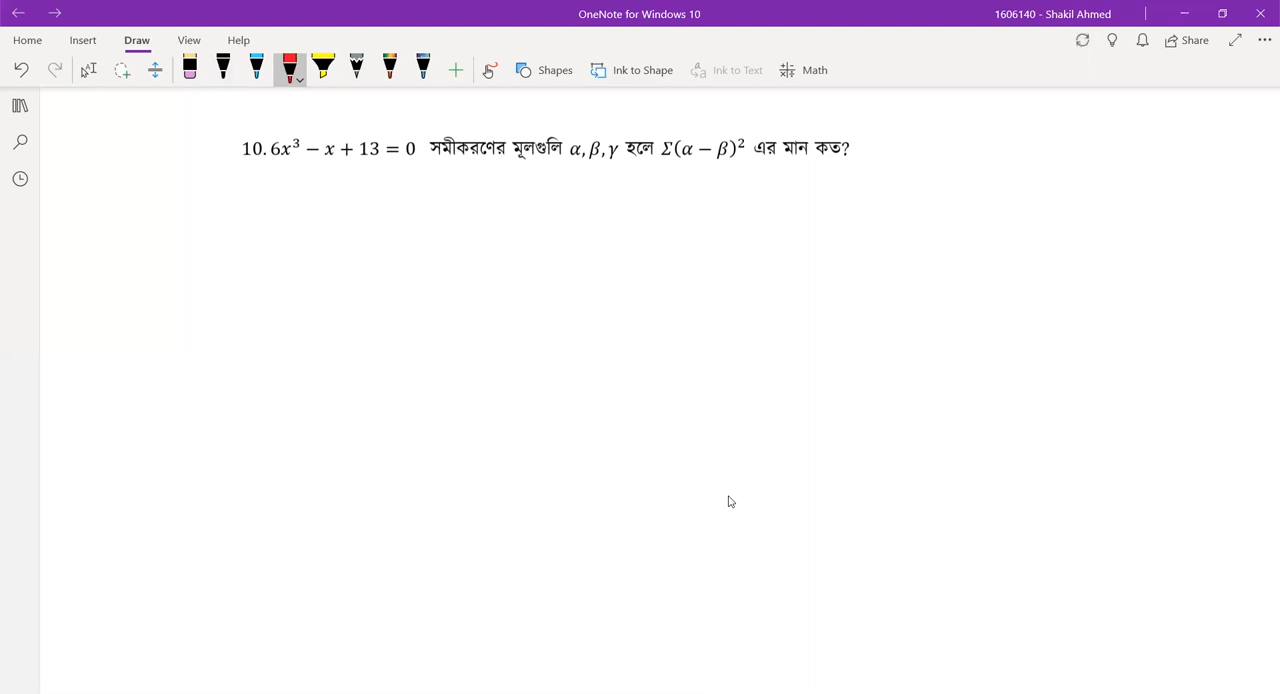 OneNote for Windows 10
1606140 - Shakil Ahmed
Home Insert Draw View Help
Share
Shapes Ink to Shape Ink to Text Math
10. 6x³ − x + 13 = 0 সমীকরণের মূলগুলি α, β, γ হলে Σ(α − β)² এর মান কত?